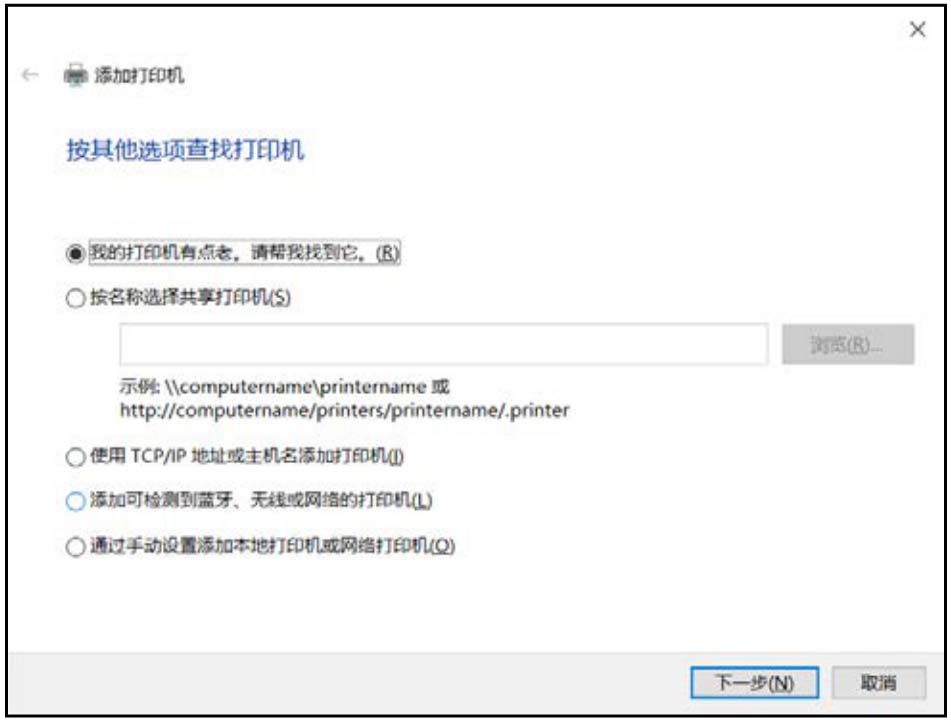 添加打印机
按其他选项查找打印机
我的打印机有点老。请帮我找到它。(R)
按名称选择共享打印机(S)
浏览(R)...
示例: \\computername\printername 或
http://computername/printers/printername/.printer
使用 TCP/IP 地址或主机名添加打印机(I)
添加可检测到蓝牙、无线或网络的打印机(L)
通过手动设置添加本地打印机或网络打印机(O)
下一步(N)
取消